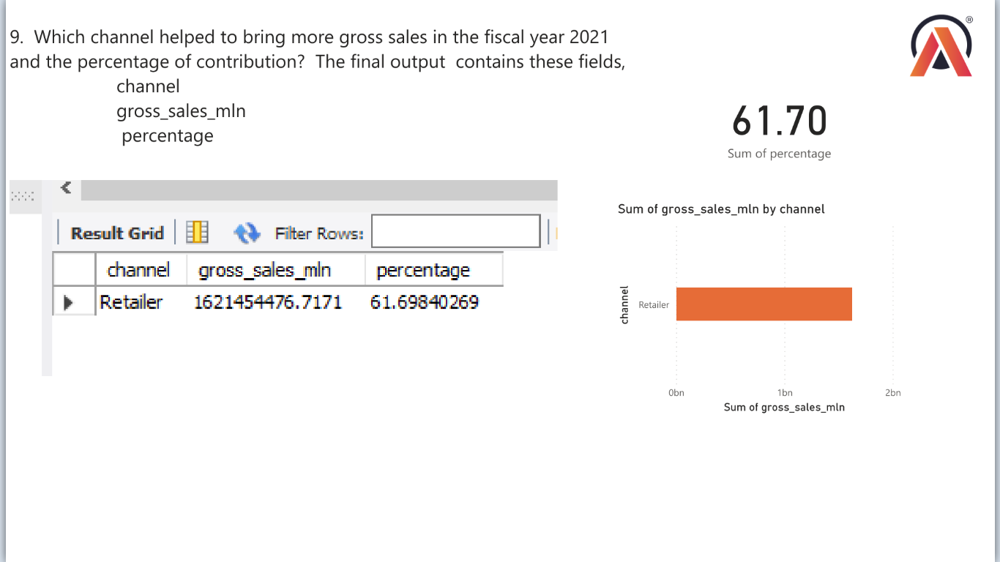 9. Which channel helped to bring more gross sales in the fiscal year 2021
and the percentage of contribution? The final output contains these fields,
channel
gross_sales_mln
percentage
®
61.70
Sum of percentage
Result Grid Filter Rows:
channel gross_sales_mln percentage
Retailer 1621454476.7171 61.69840269
Sum of gross_sales_mln by channel
channel
Retailer
0bn 1bn 2bn
Sum of gross_sales_mln